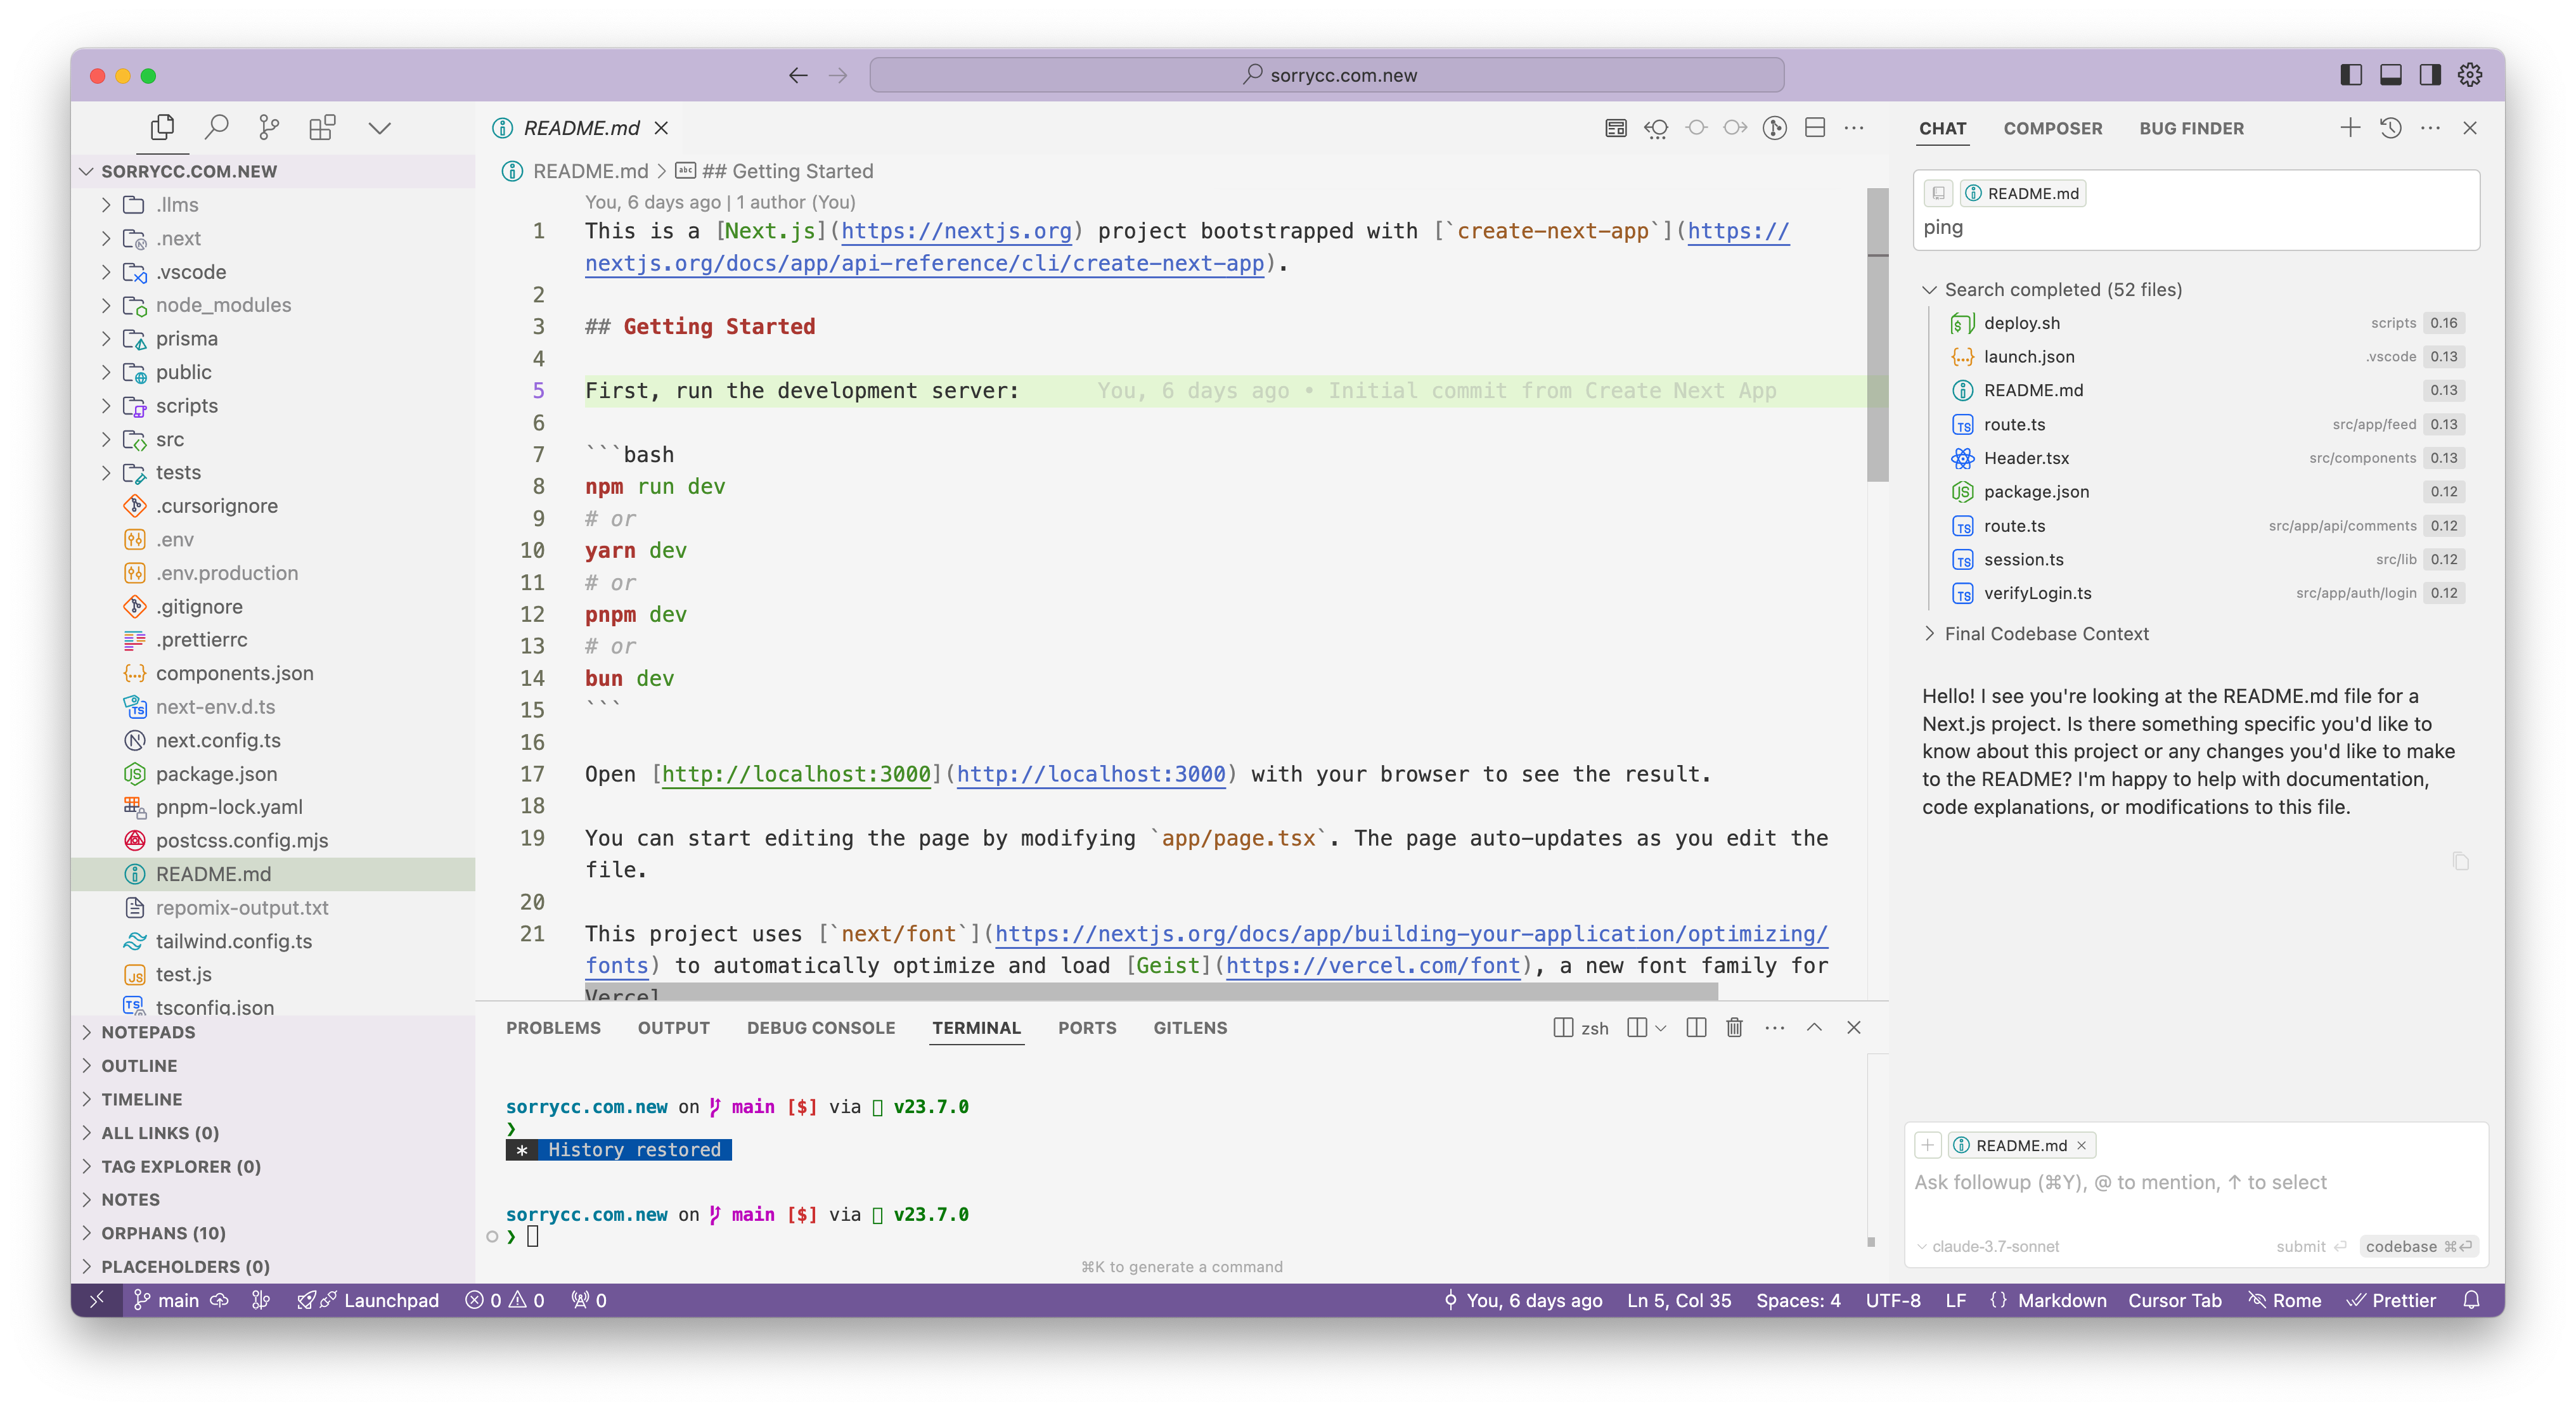 sorrycc.com.new
SORRYCC.COM.NEW
.llms
.next
.vscode
node_modules
prisma
public
scripts
src
tests
.cursorignore
.env
.env.production
.gitignore
.prettierrc
components.json
next-env.d.ts
next.config.ts
package.json
pnpm-lock.yaml
postcss.config.mjs
README.md
repomix-output.txt
tailwind.config.ts
test.js
tsconfig.json
NOTEPADS
OUTLINE
TIMELINE
ALL LINKS (0)
TAG EXPLORER (0)
NOTES
ORPHANS (10)
PLACEHOLDERS (0)
README.md
README.md > ## Getting Started
You, 6 days ago | 1 author (You)
1 This is a [Next.js](https://nextjs.org) project bootstrapped with [`create-next-app`](https://
nextjs.org/docs/app/api-reference/cli/create-next-app).
2
3 ## Getting Started
4
5 First, run the development server: You, 6 days ago • Initial commit from Create Next App
6
7 ```bash
8 npm run dev
9 # or
10 yarn dev
11 # or
12 pnpm dev
13 # or
14 bun dev
15 ```
16
17 Open [http://localhost:3000](http://localhost:3000) with your browser to see the result.
18
19 You can start editing the page by modifying `app/page.tsx`. The page auto-updates as you edit the
file.
20
21 This project uses [`next/font`](https://nextjs.org/docs/app/building-your-application/optimizing/
fonts) to automatically optimize and load [Geist](https://vercel.com/font), a new font family for
Vercel
PROBLEMS OUTPUT DEBUG CONSOLE TERMINAL PORTS GITLENS
zsh
sorrycc.com.new on main [$] via v23.7.0
❯
* History restored
sorrycc.com.new on main [$] via v23.7.0
❯
⌘K to generate a command
CHAT COMPOSER BUG FINDER
README.md
ping
Search completed (52 files)
deploy.sh scripts 0.16
launch.json .vscode 0.13
README.md 0.13
route.ts src/app/feed 0.13
Header.tsx src/components 0.13
package.json 0.12
route.ts src/app/api/comments 0.12
session.ts src/lib 0.12
verifyLogin.ts src/app/auth/login 0.12
Final Codebase Context
Hello! I see you're looking at the README.md file for a
Next.js project. Is there something specific you'd like to
know about this project or any changes you'd like to make
to the README? I'm happy to help with documentation,
code explanations, or modifications to this file.
README.md
Ask followup (⌘Y), @ to mention, ↑ to select
claude-3.7-sonnet submit ⏎ codebase ⌘⏎
main Launchpad 0 0 0 You, 6 days ago Ln 5, Col 35 Spaces: 4 UTF-8 LF {} Markdown Cursor Tab Rome Prettier